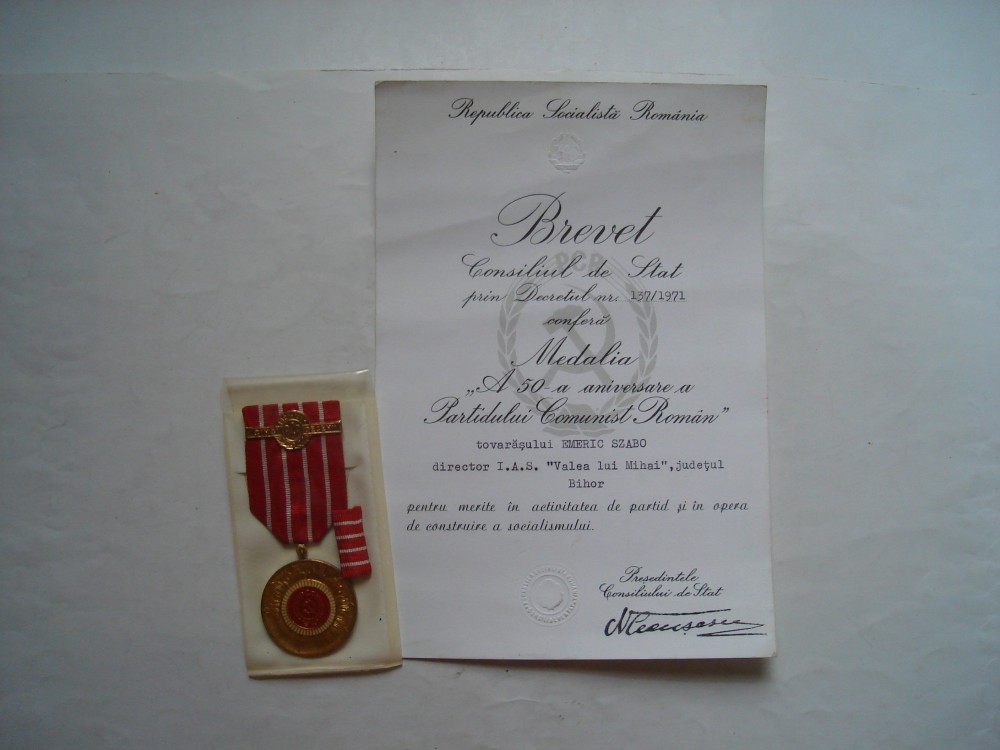 Republica Socialistă România
Brevet
PCR
Consiliul de Stat
prin Decretul nr. 137/1971
conferă
Medalia
„A 50-a aniversare a
Partidului Comunist Român”
tovarăşului EMERIC SZABO
director I.A.S. "Valea lui Mihai", judeţul
Bihor
pentru merite în activitatea de partid şi în opera
de construire a socialismului.
Preşedintele
Consiliului de Stat
NCeauşescu